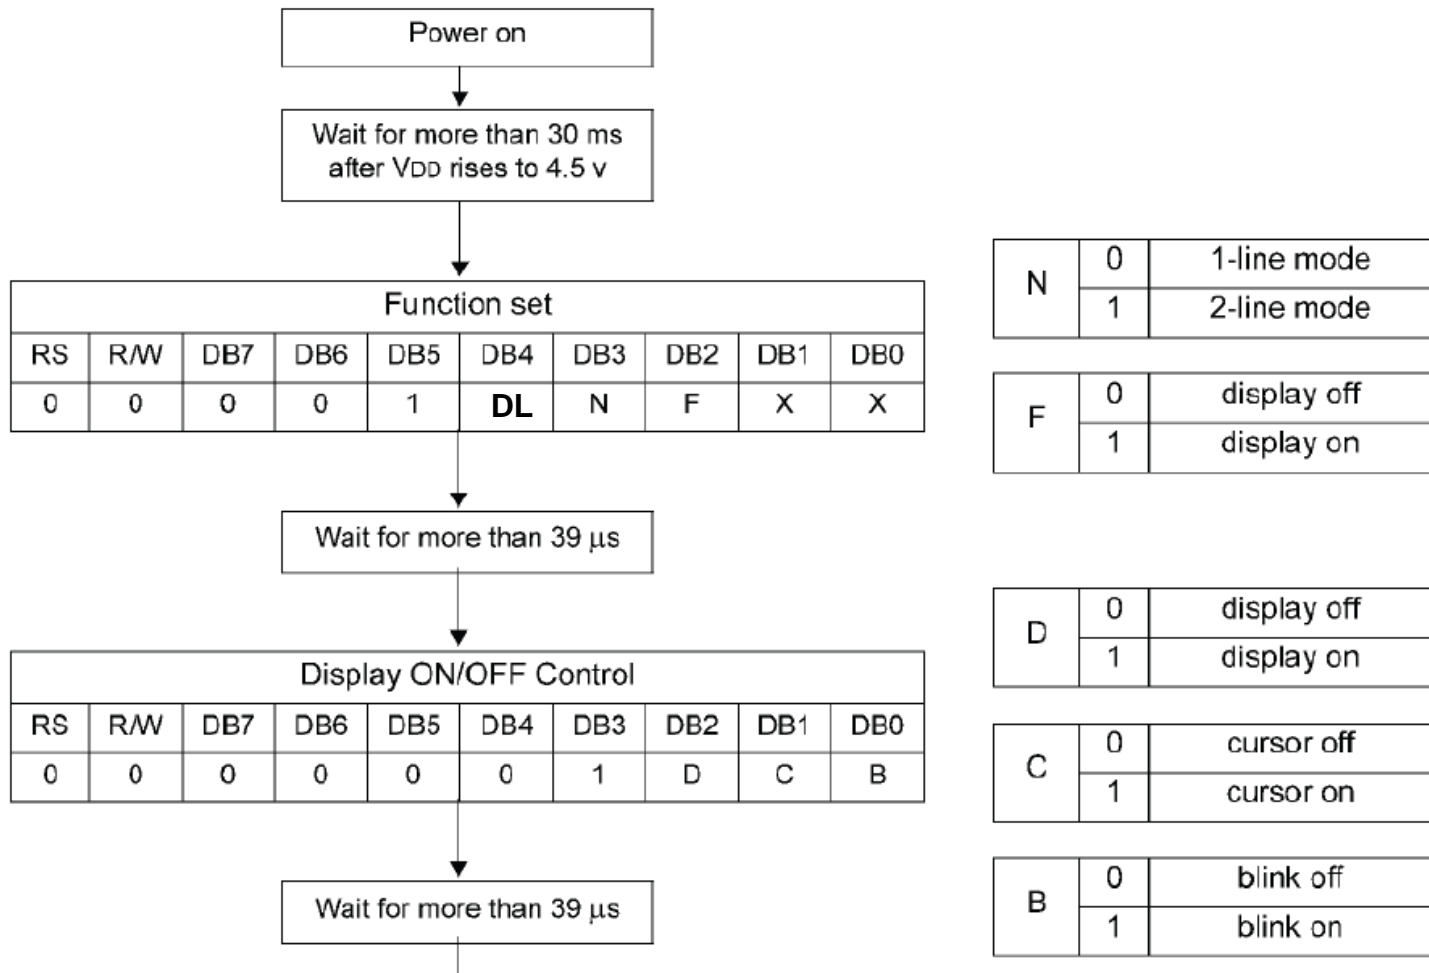 Power on
Wait for more than 30 ms
after VDD rises to 4.5 v
Function set
RS R/W DB7 DB6 DB5 DB4 DB3 DB2 DB1 DB0
0 0 0 0 1 DL N F X X
N 0 1-line mode
1 2-line mode
F 0 display off
1 display on
Wait for more than 39 μs
Display ON/OFF Control
RS R/W DB7 DB6 DB5 DB4 DB3 DB2 DB1 DB0
0 0 0 0 0 0 1 D C B
D 0 display off
1 display on
C 0 cursor off
1 cursor on
B 0 blink off
1 blink on
Wait for more than 39 μs